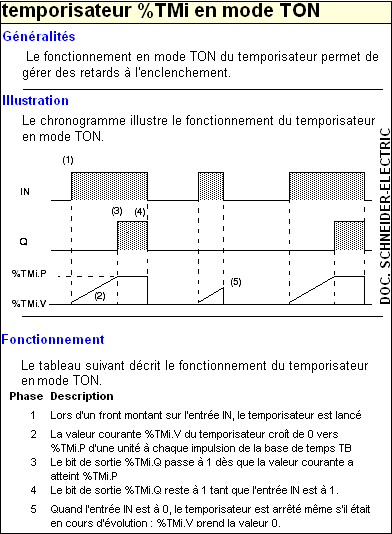 temporisateur %TMi en mode TON
Généralités
Le fonctionnement en mode TON du temporisateur permet de
gérer des retards à l'enclenchement.
Illustration
Le chronogramme illustre le fonctionnement du temporisateur
en mode TON.
(1)
IN
(3) (4)
Q
%TMi.P
(2)
(5)
%TMi.V
DOC. SCHNEIDER-ELECTRIC
Fonctionnement
Le tableau suivant décrit le fonctionnement du temporisateur
en mode TON.
Phase Description
1 Lors d'un front montant sur l'entrée IN, le temporisateur est lancé
2 La valeur courante %TMi.V du temporisateur croît de 0 vers
%TMi.P d'une unité à chaque impulsion de la base de temps TB
3 Le bit de sortie %TMi.Q passe à 1 dès que la valeur courante a
atteint %TMi.P
4 Le bit de sortie %TMi.Q reste à 1 tant que l'entrée IN est à 1.
5 Quand l'entrée IN est à 0, le temporisateur est arrêté même s'il était
en cours d'évolution : %TMi.V prend la valeur 0.